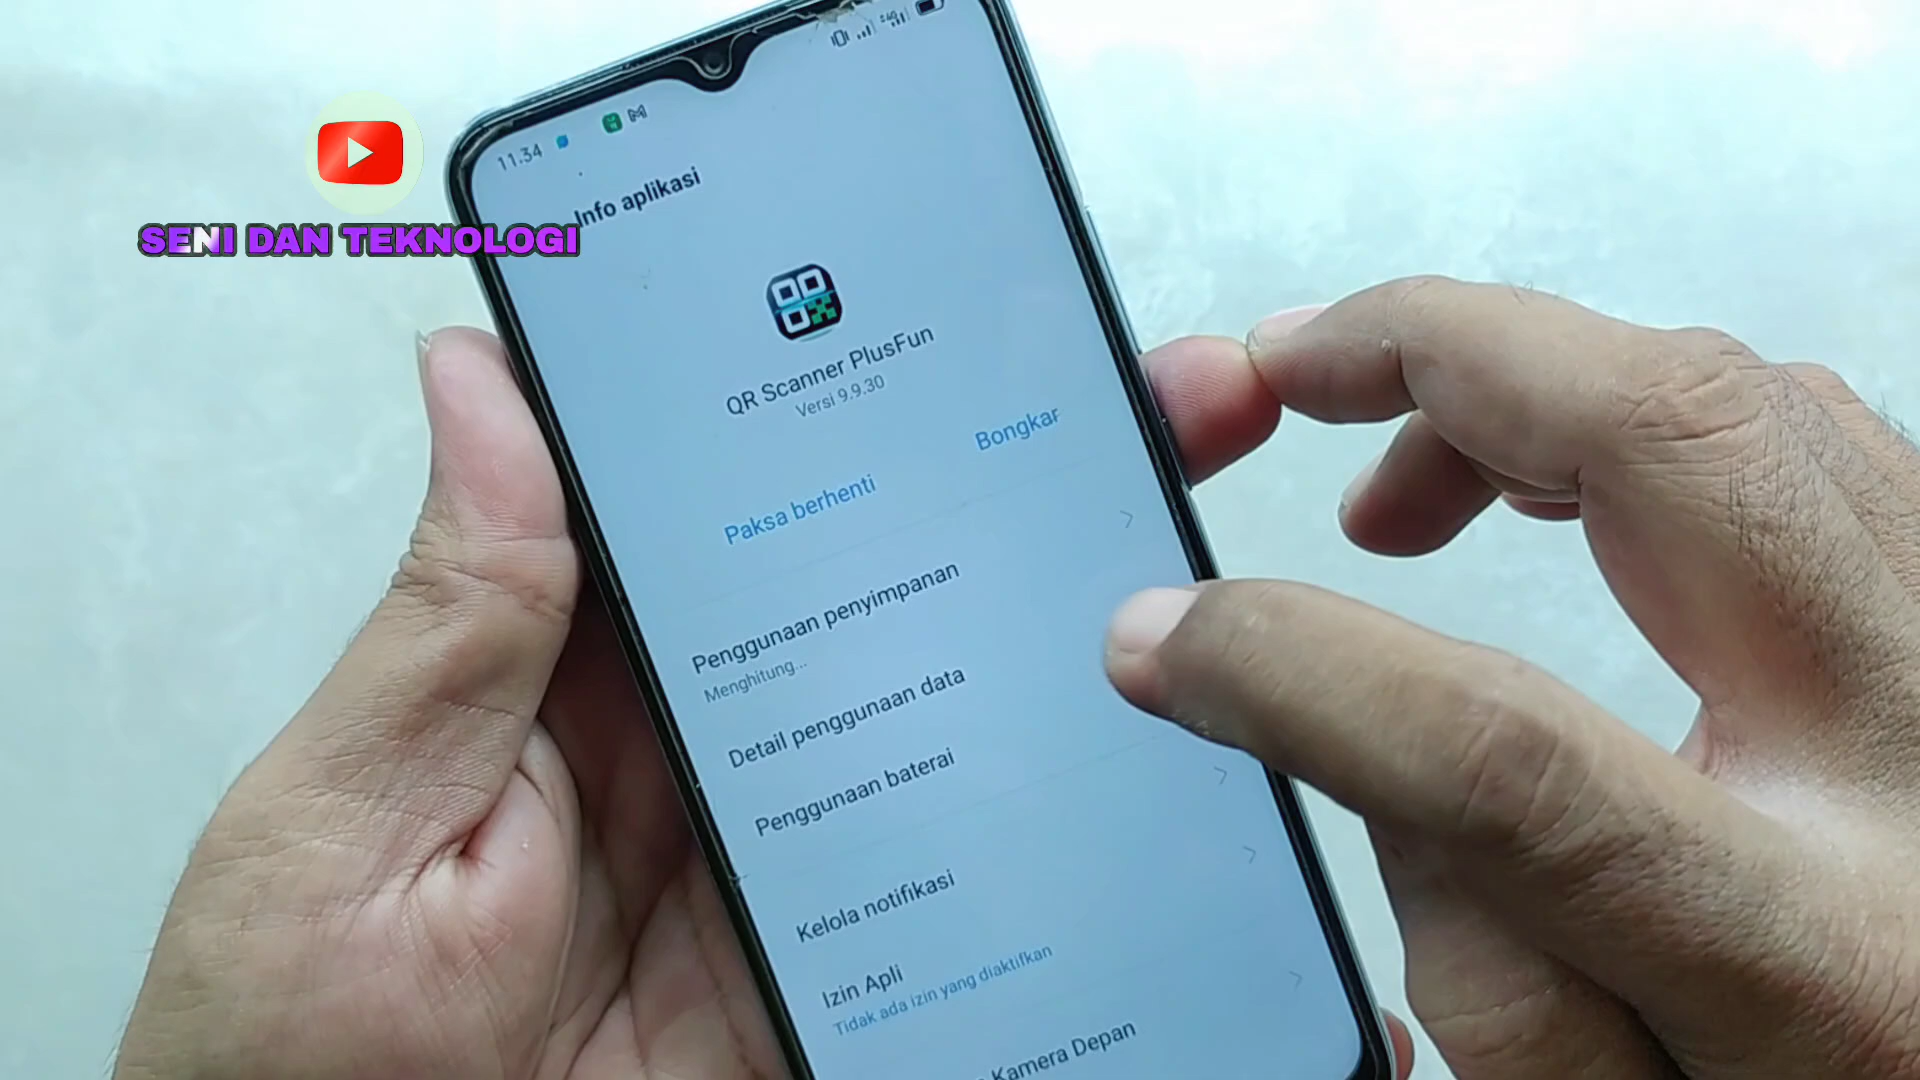 11.34
Info aplikasi
SENI DAN TEKNOLOGI
QR Scanner PlusFun
Versi 9.9.30
Paksa berhenti
Bongkar
Penggunaan penyimpanan
Menghitung...
Detail penggunaan data
Penggunaan baterai
Kelola notifikasi
Izin Apli
Tidak ada izin yang diaktifkan
Kamera Depan